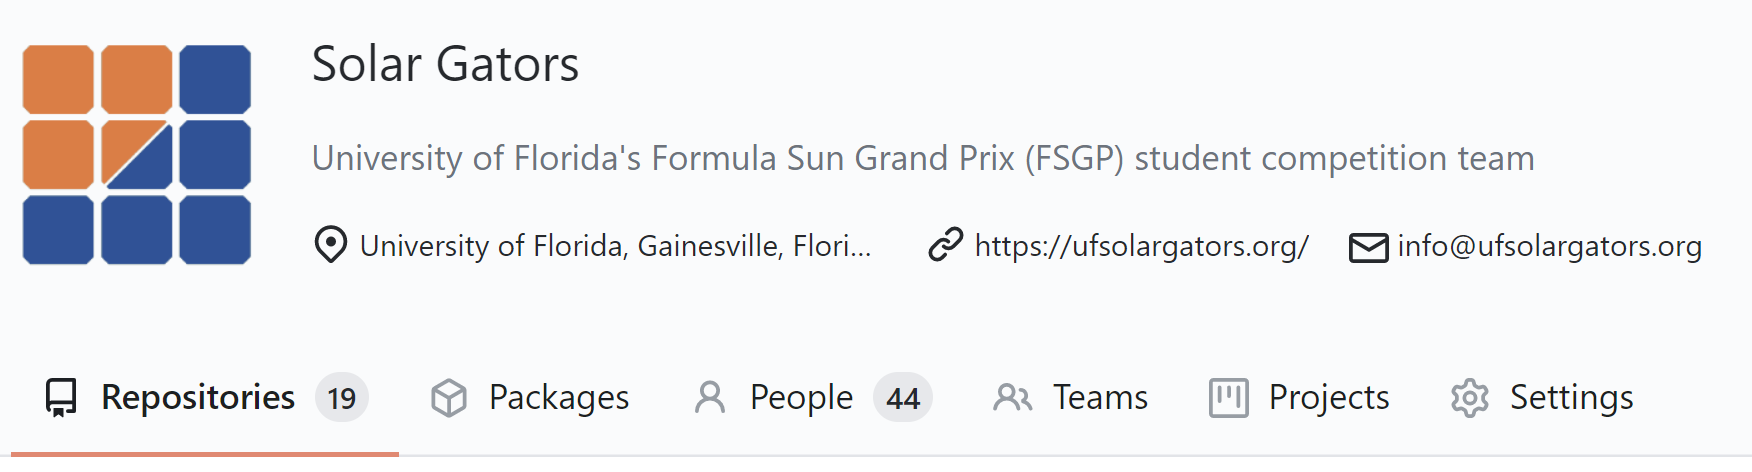 Solar Gators
University of Florida's Formula Sun Grand Prix (FSGP) student competition team
University of Florida, Gainesville, Flori... https://ufsolargators.org/ info@ufsolargators.org
Repositories 19 Packages People 44 Teams Projects Settings